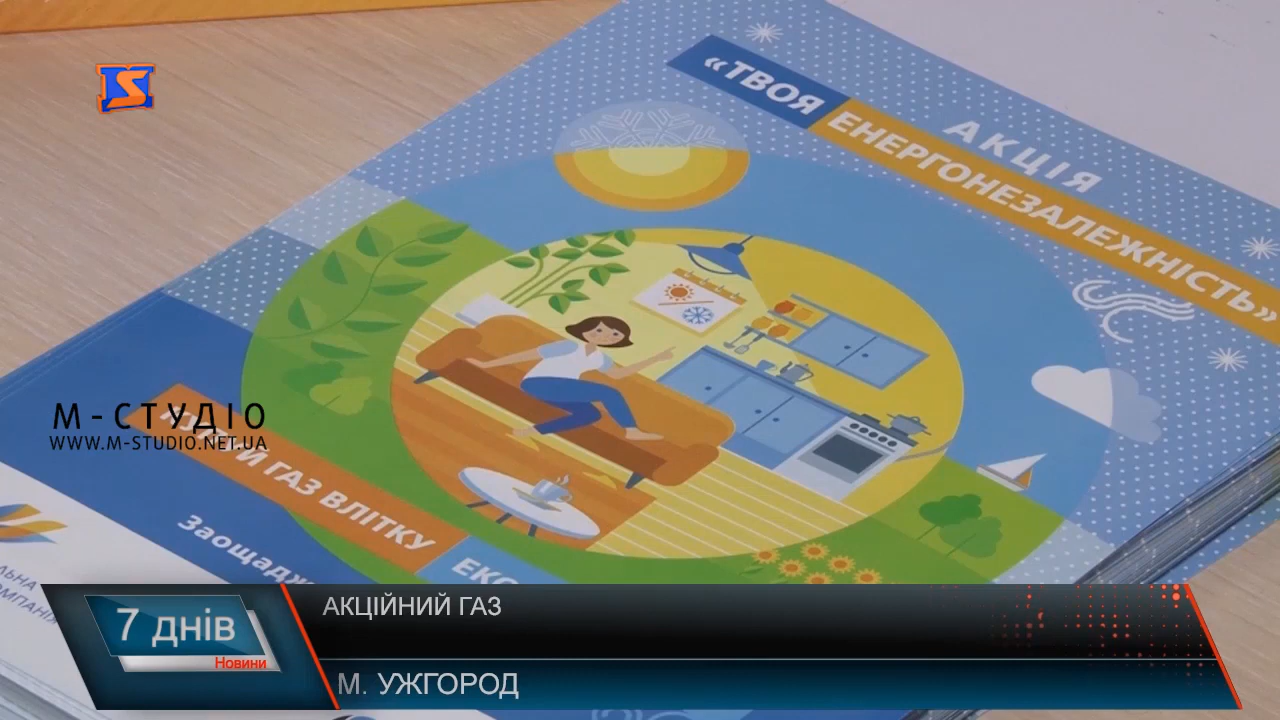 АКЦІЯ
«ТВОЯ ЕНЕРГОНЕЗАЛЕЖНІСТЬ»
М-СТУДІО
WWW.M-STUDIO.NET.UA
ГАЗ ВЛІТКУ
7 днів
Новини
АКЦІЙНИЙ ГАЗ
М. УЖГОРОД